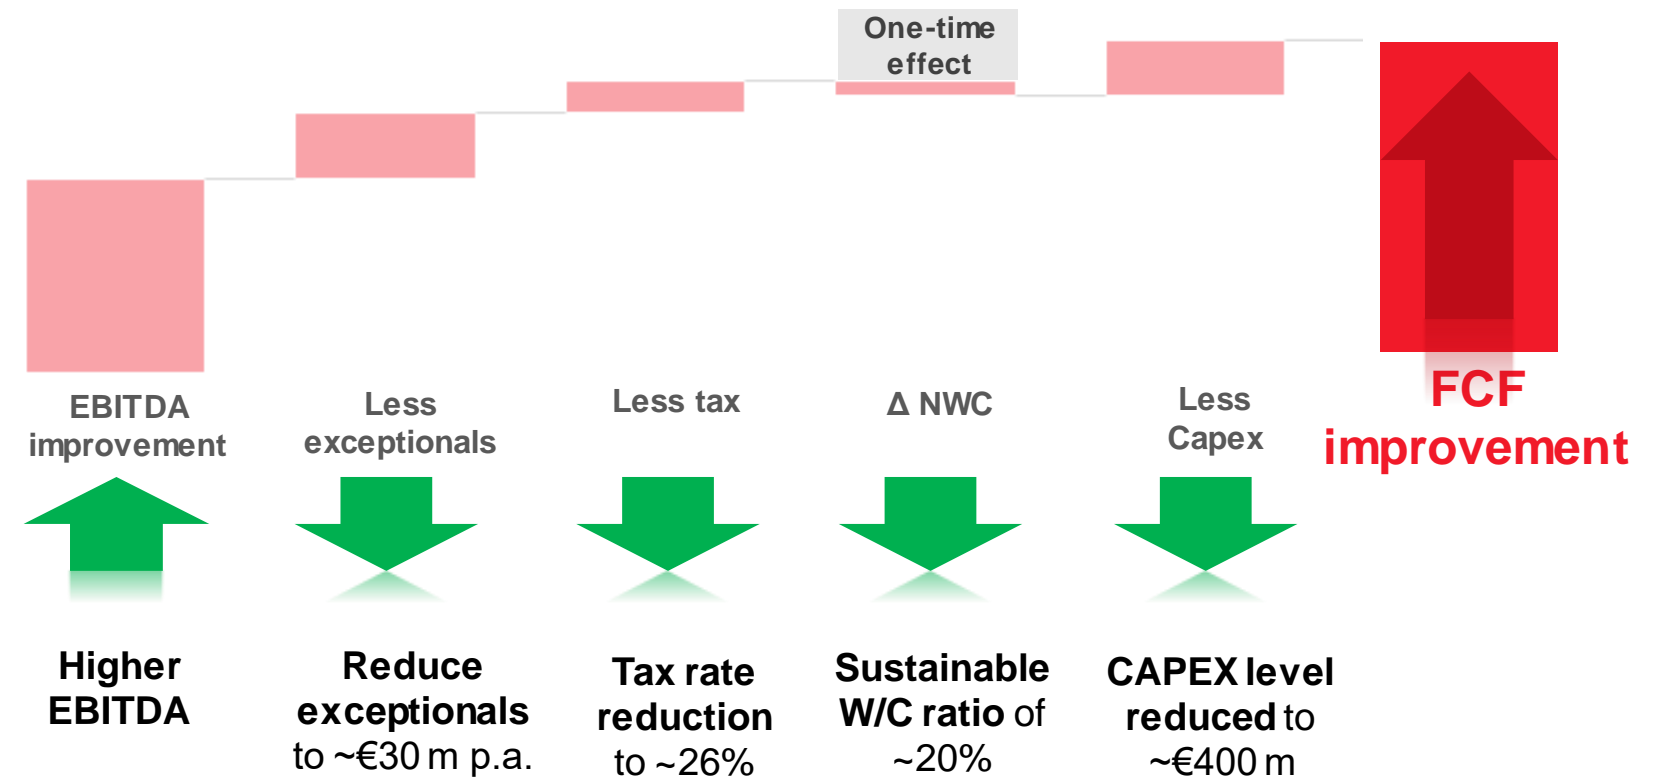 One-time
effect
EBITDA
improvement
Less
exceptionals
Less tax
Δ NWC
Less
Capex
FCF
improvement
Higher
EBITDA
Reduce
exceptionals
to ~€30 m p.a.
Tax rate
reduction
to ~26%
Sustainable
W/C ratio of
~20%
CAPEX level
reduced to
~€400 m